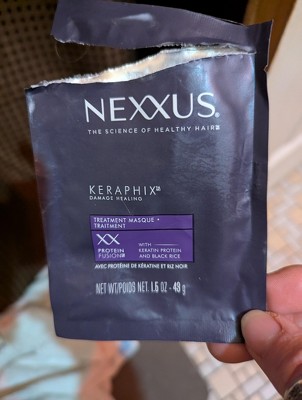 NEXXUS.
THE SCIENCE OF HEALTHY HAIR
KERAPHIX
DAMAGE HEALING
TREATMENT MASQUE •
TRAITMENT
XX
PROTEIN
FUSION
WITH
KERATIN PROTEIN
AND BLACK RICE
AVEC PROTÉINE DE KÉRATINE ET RIZ NOIR
NET WT/POIDS NET. 1.5 OZ - 43 g